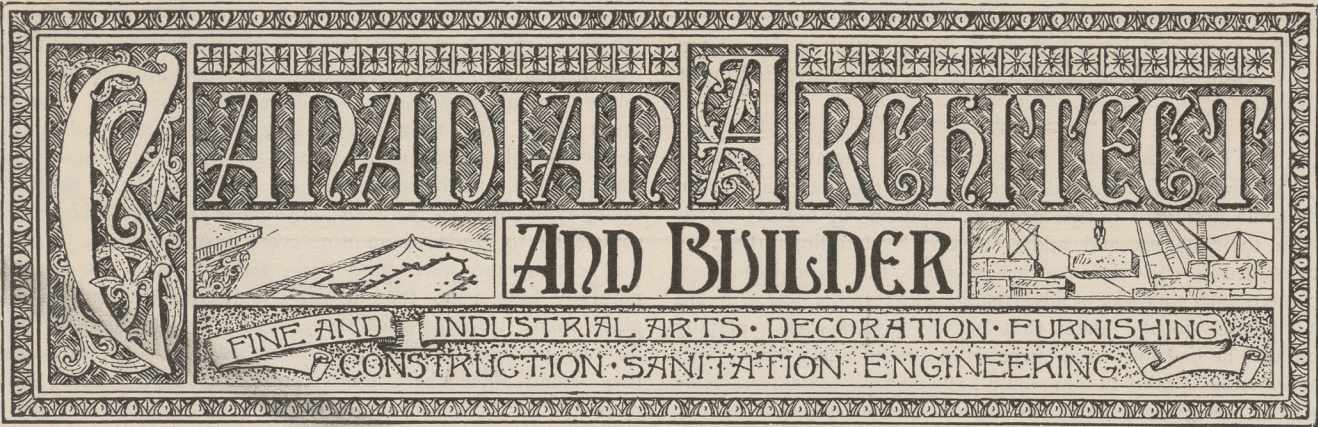 CANADIAN ARCHITECT
AND BUILDER
FINE AND INDUSTRIAL ARTS · DECORATION · FURNISHING
CONSTRUCTION · SANITATION · ENGINEERING ·